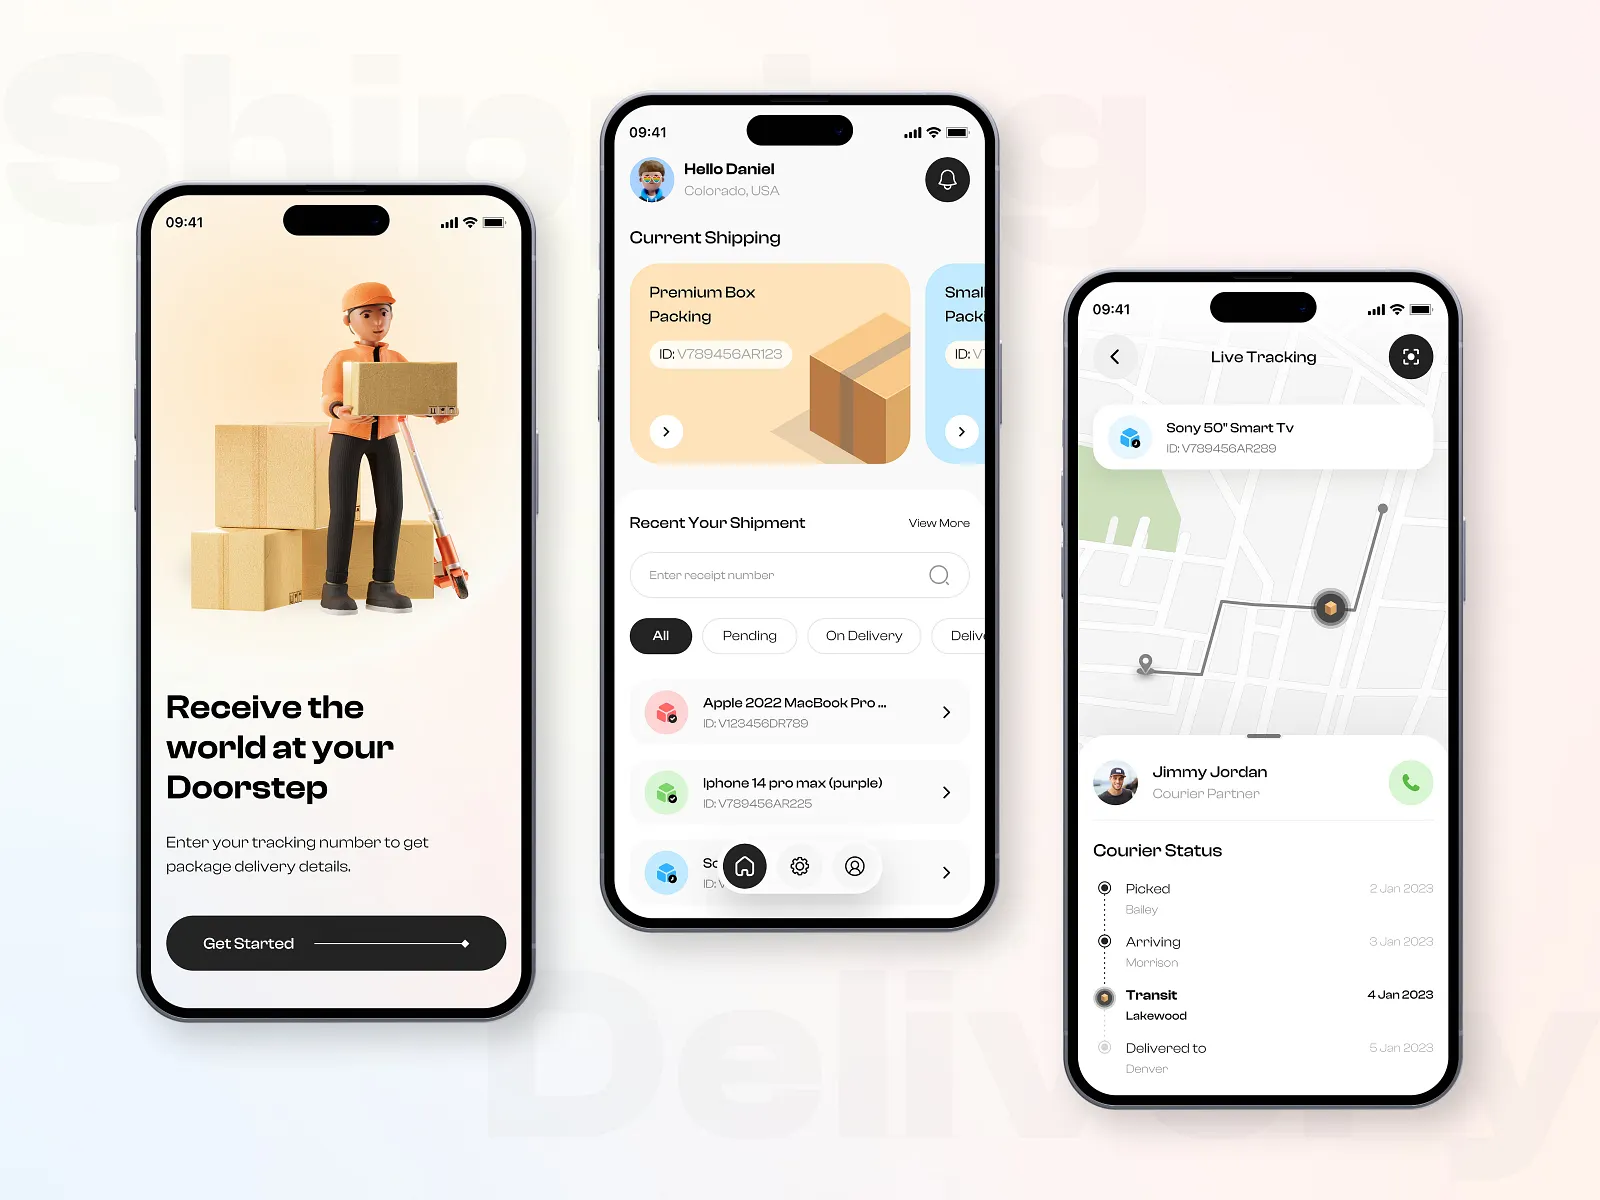 Shipping
09:41
Receive the
world at your
Doorstep
Enter your tracking number to get
package delivery details.
Get Started
09:41
Hello Daniel
Colorado, USA
Current Shipping
Premium Box
Packing
ID: V789456AR123
Smal
Packi
ID: V
Recent Your Shipment
View More
Enter receipt number
All
Pending
On Delivery
Delive
Apple 2022 MacBook Pro ...
ID: V123456DR789
Iphone 14 pro max (purple)
ID: V789456AR225
So
ID: V
09:41
Live Tracking
Sony 50" Smart Tv
ID: V789456AR289
Jimmy Jordan
Courier Partner
Courier Status
Picked
2 Jan 2023
Bailey
Arriving
3 Jan 2023
Morrison
Transit
4 Jan 2023
Lakewood
Delivered to
5 Jan 2023
Denver
Delivery